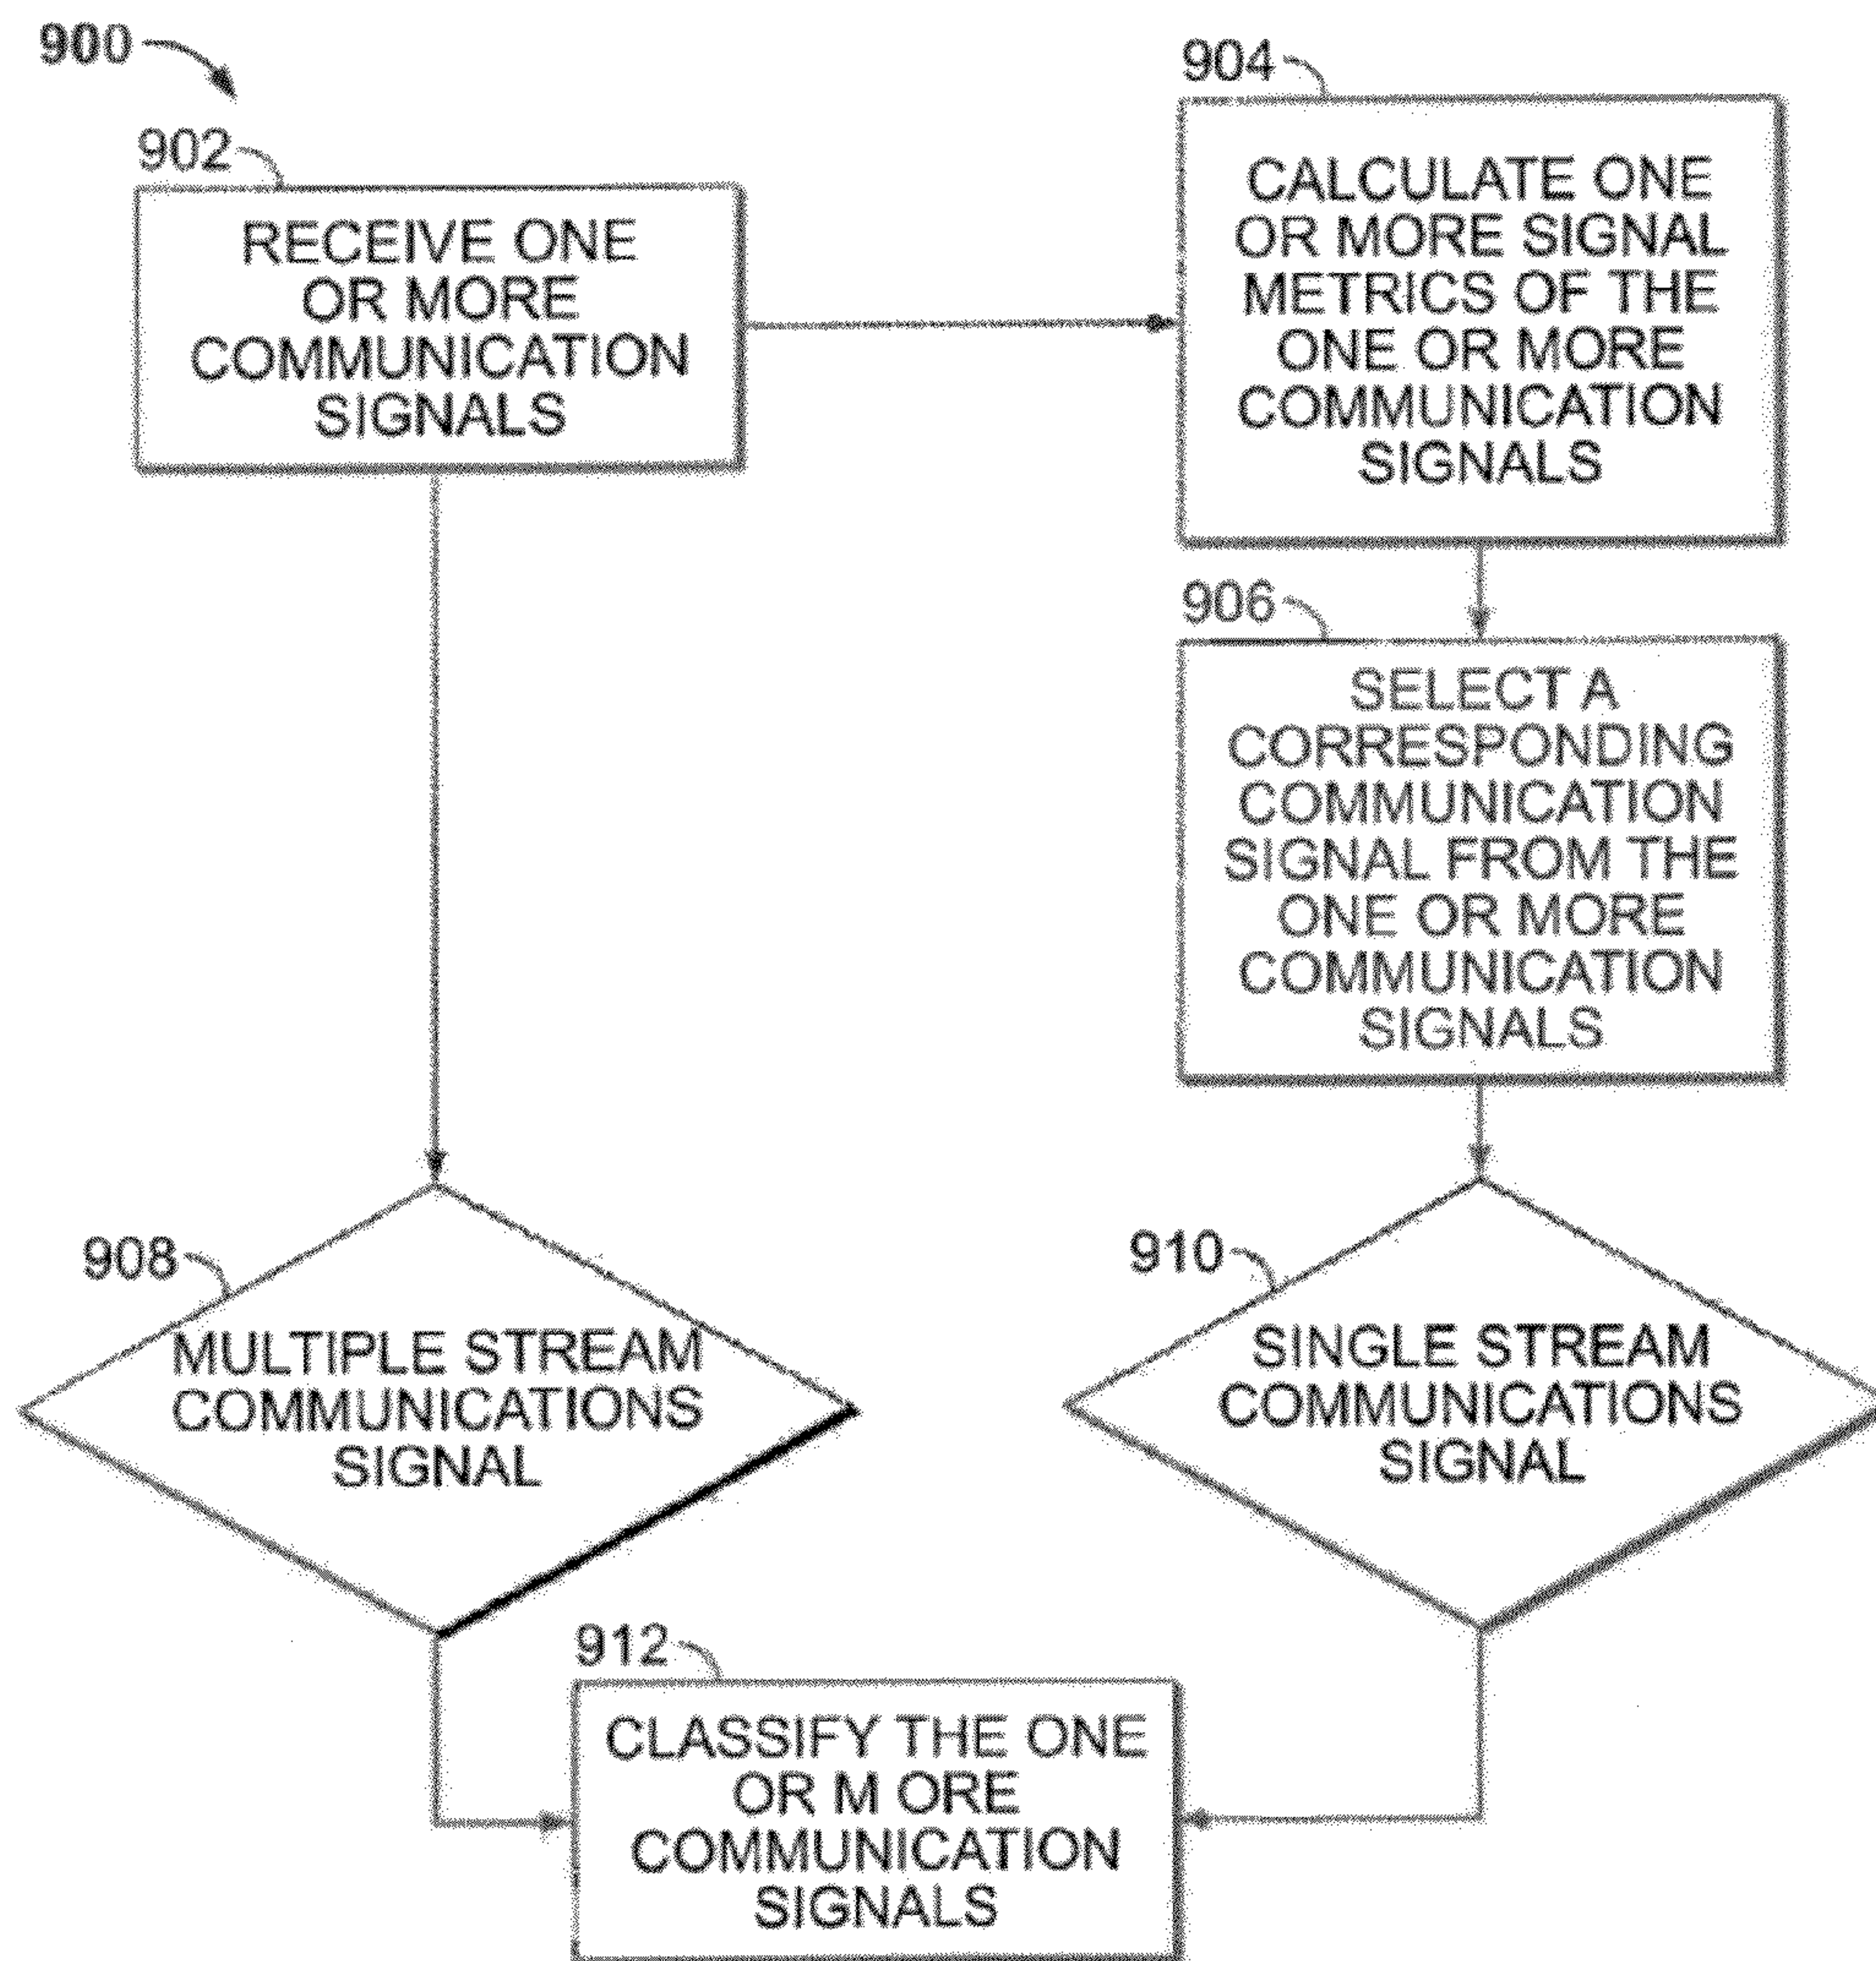 900
902
RECEIVE ONE
OR MORE
COMMUNICATION
SIGNALS
904
CALCULATE ONE
OR MORE SIGNAL
METRICS OF THE
ONE OR MORE
COMMUNICATION
SIGNALS
906
SELECT A
CORRESPONDING
COMMUNICATION
SIGNAL FROM THE
ONE OR MORE
COMMUNICATION
SIGNALS
908
MULTIPLE STREAM
COMMUNICATIONS
SIGNAL
910
SINGLE STREAM
COMMUNICATIONS
SIGNAL
912
CLASSIFY THE ONE
OR M ORE
COMMUNICATION
SIGNALS